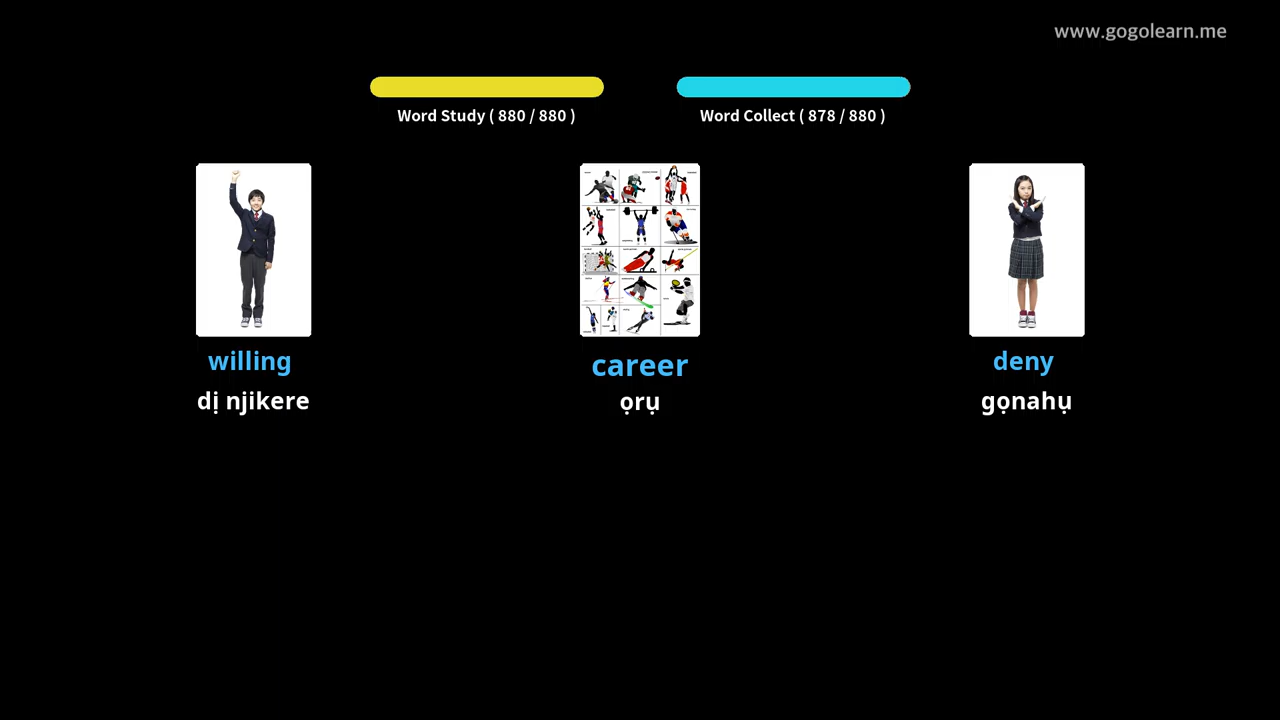 www.gogolearn.me
Word Study ( 880 / 880 )
Word Collect ( 878 / 880 )
willing
career
deny
dị njikere
ọrụ
gọnahụ